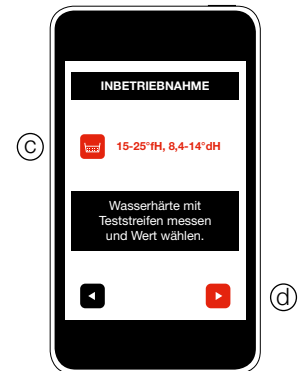 INBETRIEBNAHME
ⓒ
15-25°fH, 8,4-14°dH
Wasserhärte mit
Teststreifen messen
und Wert wählen.
ⓓ